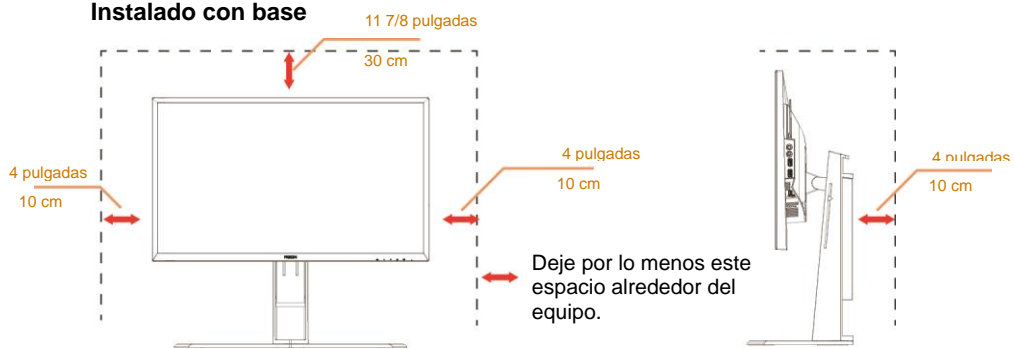 Instalado con base
11 7/8 pulgadas
30 cm
4 pulgadas
10 cm
4 pulgadas
10 cm
4 pulgadas
10 cm
Deje por lo menos este
espacio alrededor del
equipo.